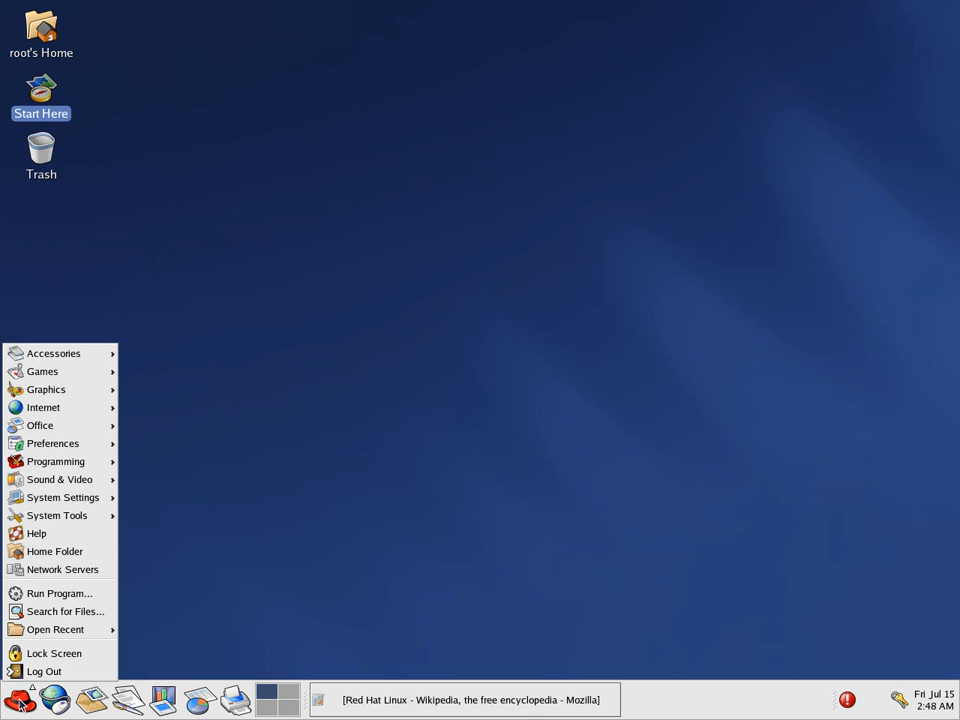 root's Home
Start Here
Trash
Accessories
Games
Graphics
Internet
Office
Preferences
Programming
Sound & Video
System Settings
System Tools
Help
Home Folder
Network Servers
Run Program...
Search for Files...
Open Recent
Lock Screen
Log Out
[Red Hat Linux - Wikipedia, the free encyclopedia - Mozilla]
Fri Jul 15
2:48 AM